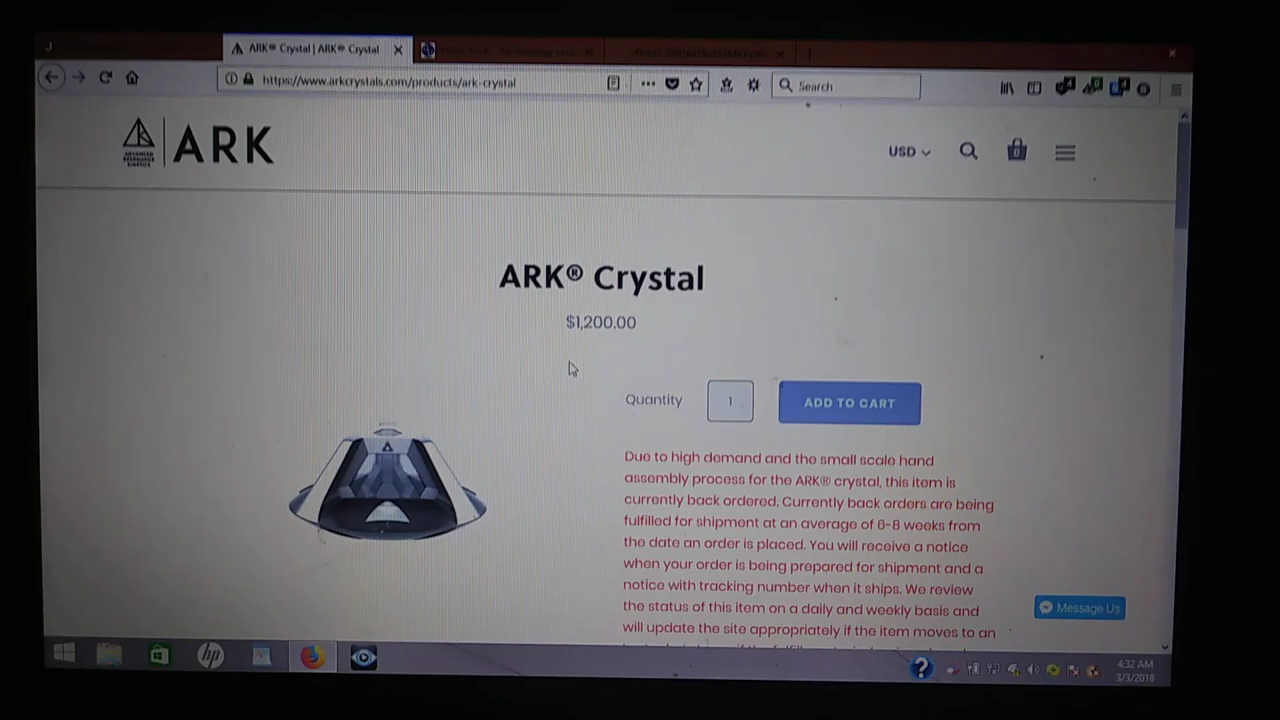 ARK® Crystal | ARK® Crystal
https://www.arkcrystals.com/products/ark-crystal
Search
ADVANCED
RESONANCE
KINETICS
ARK
USD
0
ARK® Crystal
$1,200.00
Quantity
1
ADD TO CART
Due to high demand and the small scale hand
assembly process for the ARK® crystal, this item is
currently back ordered. Currently back orders are being
fulfilled for shipment at an average of 6-8 weeks from
the date an order is placed. You will receive a notice
when your order is being prepared for shipment and a
notice with tracking number when it ships. We review
the status of this item on a daily and weekly basis and
will update the site appropriately if the item moves to an
Message Us
hp
4:32 AM
3/3/2018